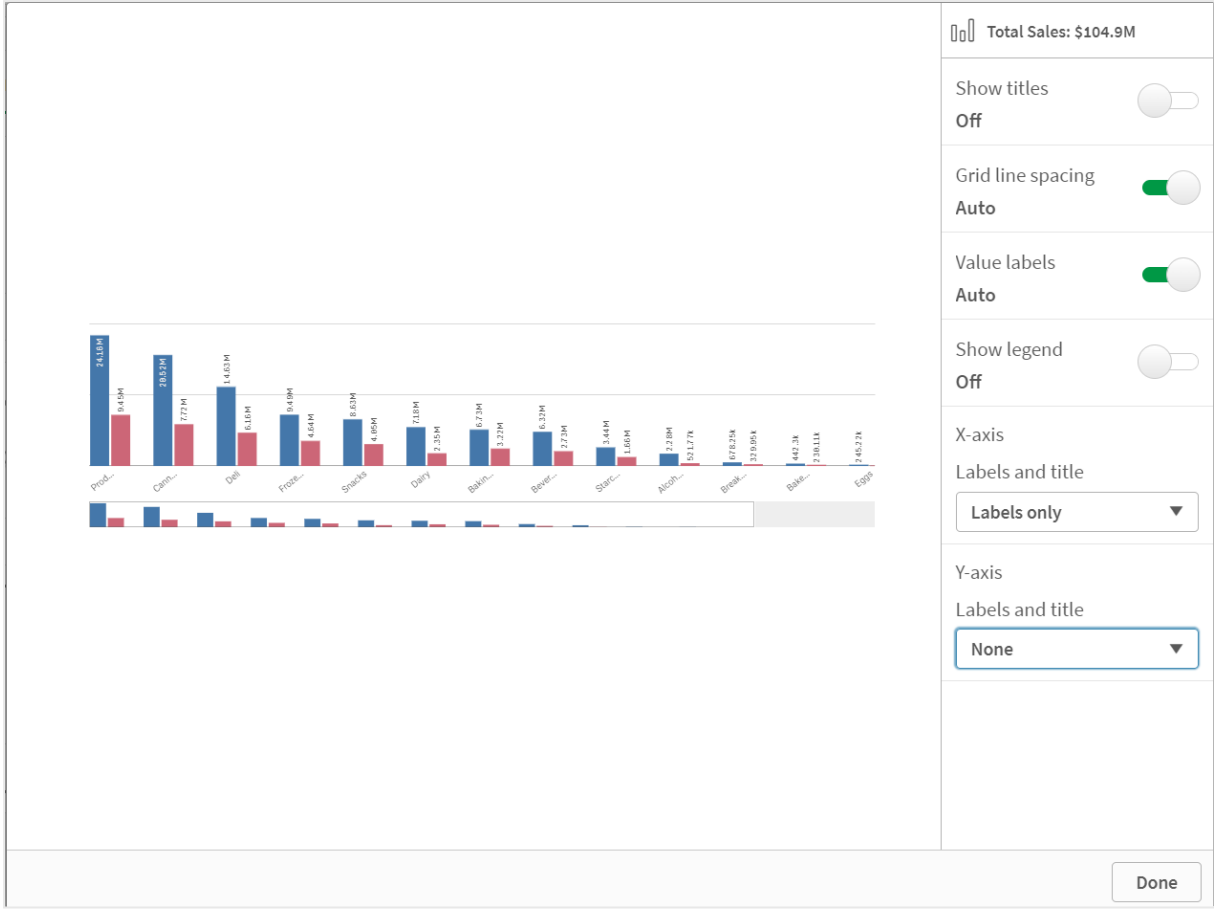 Total Sales: $104.9M
Show titles
Off
Grid line spacing
Auto
Value labels
Auto
Show legend
Off
X-axis
Labels and title
Labels only
Y-axis
Labels and title
None
Done
24.16M
9.45M
20.52M
7.72M
14.63M
6.16M
9.49M
4.64M
8.63M
4.05M
7.18M
2.35M
6.73M
3.22M
6.32M
2.73M
3.44M
1.66M
2.28M
521.77k
678.25k
329.95k
442.3k
230.11k
245.22k
Prod...
Cann...
Deli
Froze...
Snacks
Dairy
Bakin...
Bever...
Starc...
Alcoh...
Break...
Bake...
Eggs